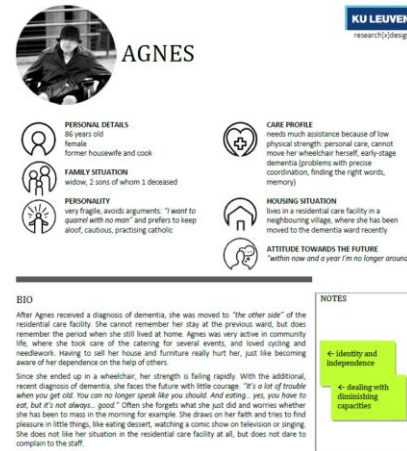 KU LEUVEN
research[x]design
AGNES
PERSONAL DETAILS
86 years old
female
former housewife and cook
FAMILY SITUATION
widow, 2 sons of whom 1 deceased
PERSONALITY
very fragile, avoids arguments: "I want to
quarrel with no man" and prefers to keep
aloof, cautious, practising catholic
CARE PROFILE
needs much assistance because of low
physical strength: personal care, cannot
move her wheelchair herself, early-stage
dementia (problems with precise
coordination, finding the right words,
memory)
HOUSING SITUATION
lives in a residential care facility in a
neighbouring village, where she has been
moved to the dementia ward recently
ATTITUDE TOWARDS THE FUTURE
"within now and a year I'm no longer around
BIO
After Agnes received a diagnosis of dementia, she was moved to "the other side" of the
residential care facility. She cannot remember her stay at the previous ward, but does
remember the period when she still lived at home. Agnes was very active in community
life, where she took care of the catering for several events, and loved cycling and
needlework. Having to sell her house and furniture really hurt her, just like becoming
aware of her dependence on the help of others.
Since she ended up in a wheelchair, her strength is failing rapidly. With the additional,
recent diagnosis of dementia, she faces the future with little courage. "It's a lot of trouble
when you get old. You can no longer speak like you should. And eating.. yes, you have to
eat, but it's not always... good." Often she forgets what she just did and worries whether
she has been to mass in the morning for example. She draws on her faith and tries to find
pleasure in little things, like eating dessert, watching a comic show on television or singing.
She does not like her situation in the residential care facility at all, but does not dare to
complain to the staff.
NOTES
← identity and
independence
← dealing with
diminishing
capacities